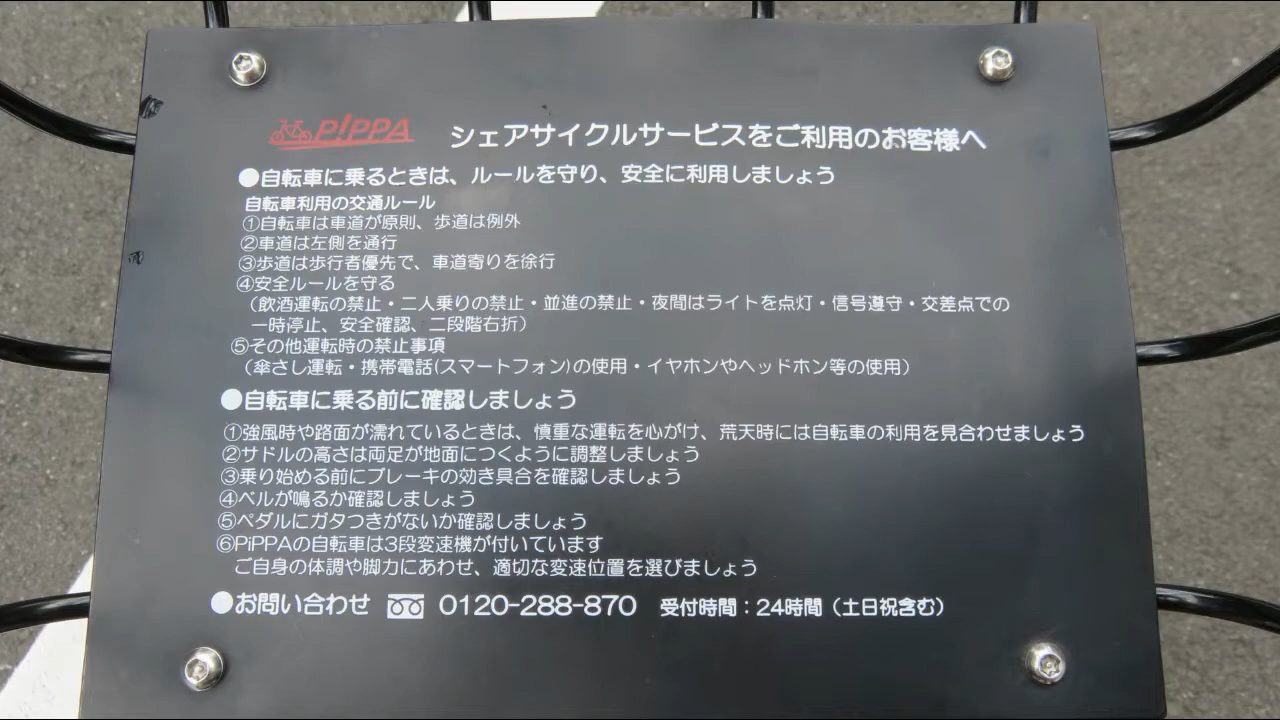 PiPPA シェアサイクルサービスをご利用のお客様へ
●自転車に乗るときは、ルールを守り、安全に利用しましょう
自転車利用の交通ルール
①自転車は車道が原則、歩道は例外
②車道は左側を通行
③歩道は歩行者優先で、車道寄りを徐行
④安全ルールを守る
（飲酒運転の禁止・二人乗りの禁止・並進の禁止・夜間はライトを点灯・信号遵守・交差点での
一時停止、安全確認、二段階右折）
⑤その他運転時の禁止事項
（傘さし運転・携帯電話(スマートフォン)の使用・イヤホンやヘッドホン等の使用）
●自転車に乗る前に確認しましょう
①強風時や路面が濡れているときは、慎重な運転を心がけ、荒天時には自転車の利用を見合わせましょう
②サドルの高さは両足が地面につくように調整しましょう
③乗り始める前にブレーキの効き具合を確認しましょう
④ベルが鳴るか確認しましょう
⑤ペダルにガタつきがないか確認しましょう
⑥PiPPAの自転車は3段変速機が付いています
ご自身の体調や脚力にあわせ、適切な変速位置を選びましょう
●お問い合わせ 0120-288-870 受付時間：24時間（土日祝含む）